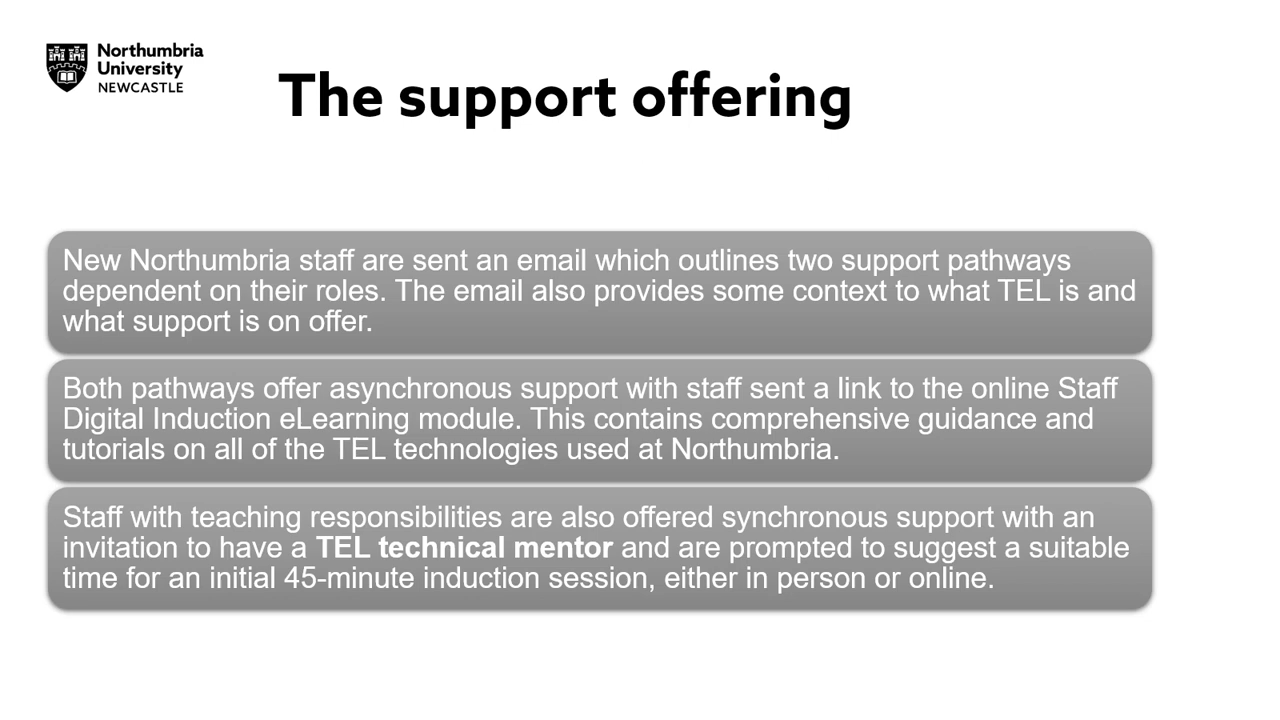 Northumbria
University
NEWCASTLE
The support offering
New Northumbria staff are sent an email which outlines two support pathways
dependent on their roles. The email also provides some context to what TEL is and
what support is on offer.
Both pathways offer asynchronous support with staff sent a link to the online Staff
Digital Induction eLearning module. This contains comprehensive guidance and
tutorials on all of the TEL technologies used at Northumbria.
Staff with teaching responsibilities are also offered synchronous support with an
invitation to have a TEL technical mentor and are prompted to suggest a suitable
time for an initial 45-minute induction session, either in person or online.